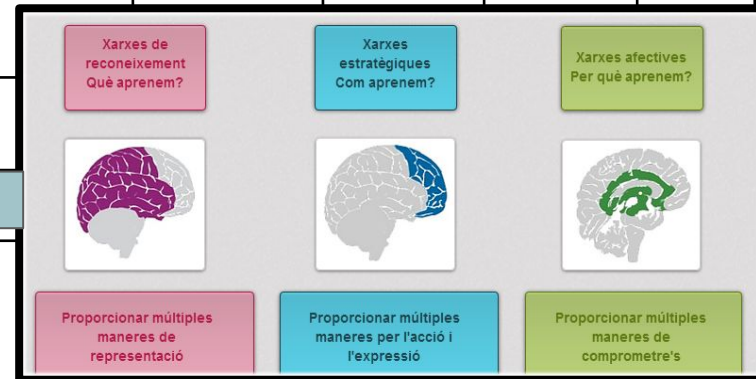 Xarxes de
reconeixement
Què aprenem?
Xarxes
estratègiques
Com aprenem?
Xarxes afectives
Per què aprenem?
Proporcionar múltiples
maneres de
representació
Proporcionar múltiples
maneres per l'acció i
l'expressió
Proporcionar múltiples
maneres de
comprometre's